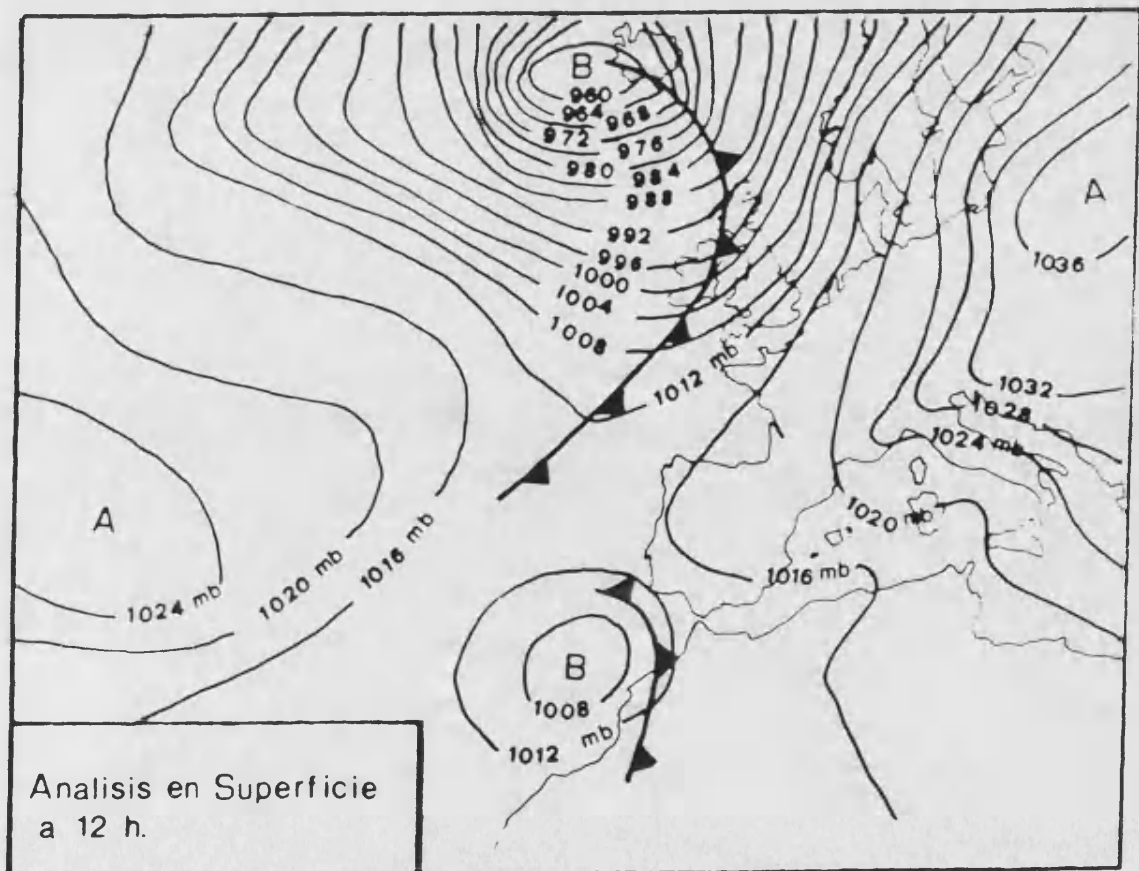 B
960
964 968
972 976
980 984
988
992
996
1000
1004
1008
1012 mb
A
1036
1032
1028
1024 mb
1020 mb
1016 mb
A
1024 mb
1020 mb
1016 mb
B
1008
1012 mb
Analisis en Superficie
a 12 h.